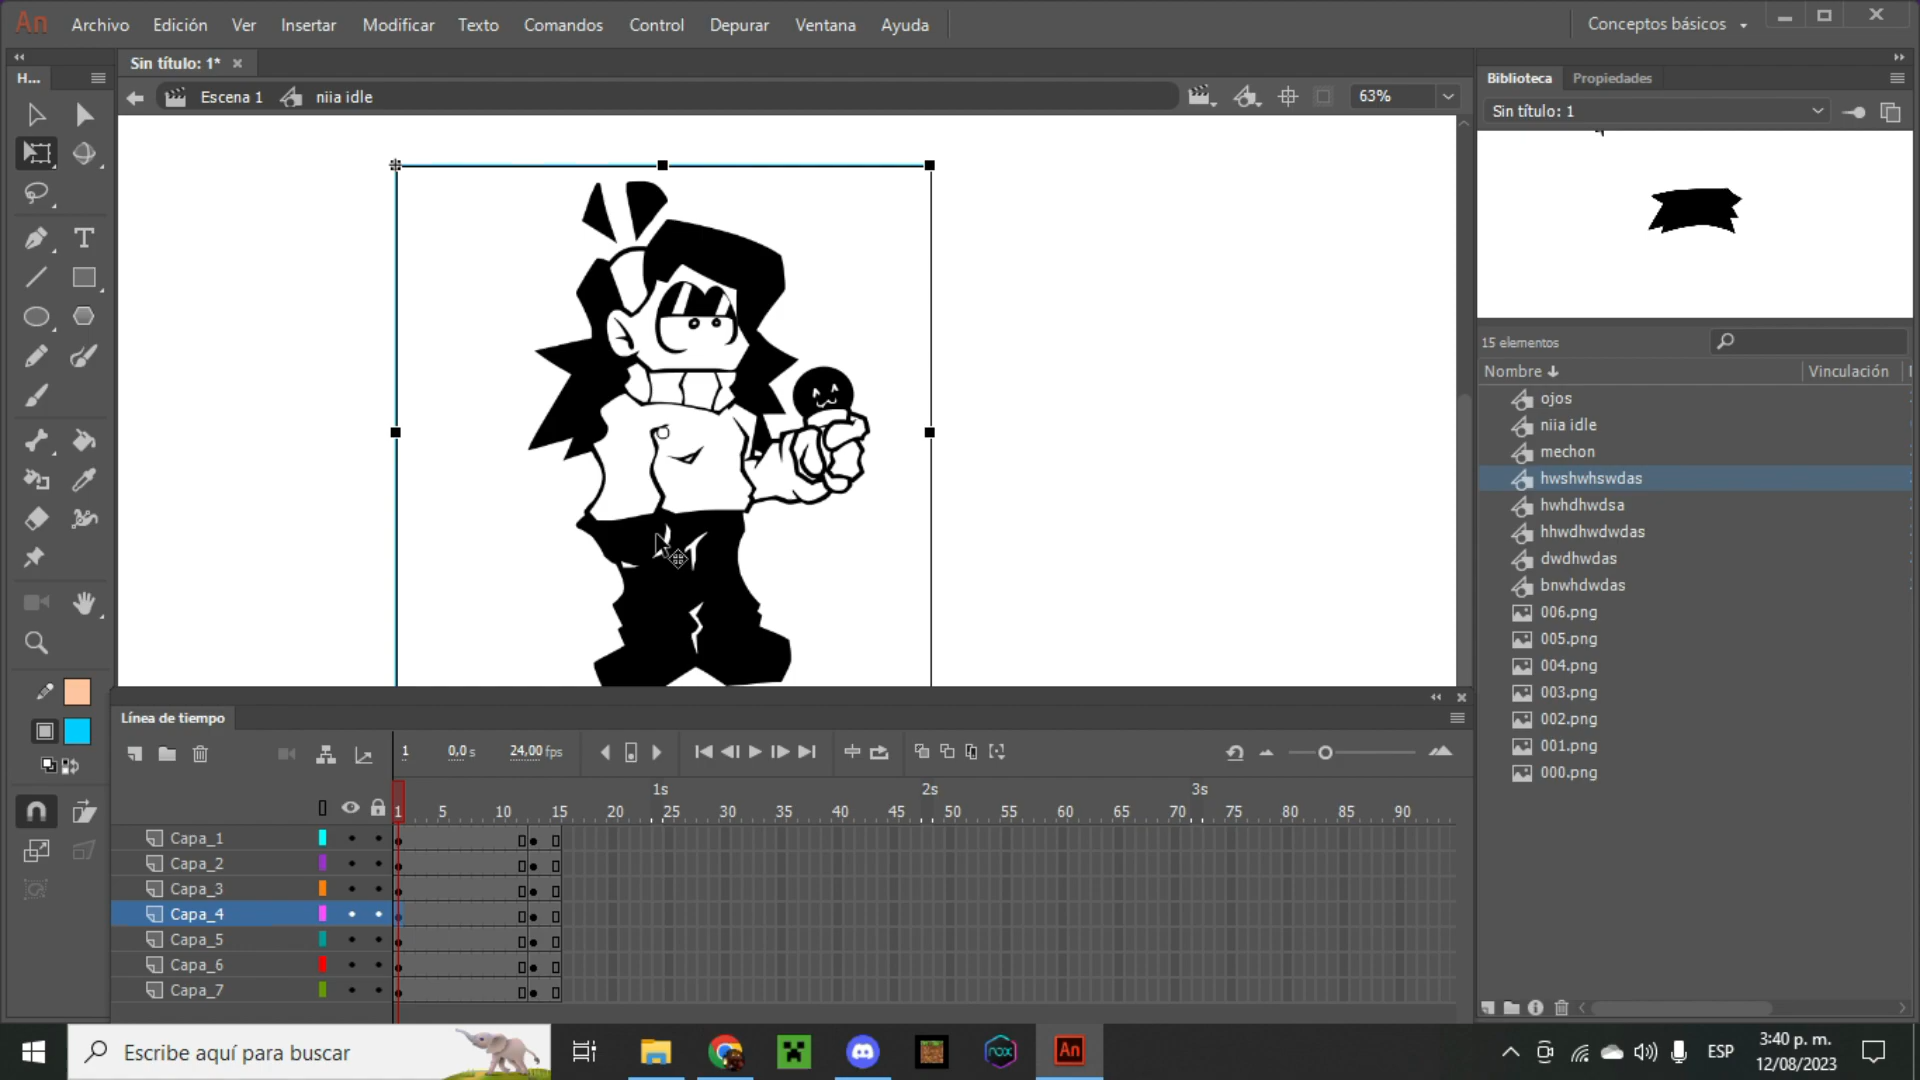 An Archivo Edición Ver Insertar Modificar Texto Comandos Control Depurar Ventana Ayuda Conceptos básicos
H...
Sin título: 1*
Escena 1 niia idle 63%
Biblioteca Propiedades
Sin título: 1
15 elementos
Nombre Vinculación
ojos
niia idle
mechon
hwshwhswdas
hwhdhwdsa
hhwdhwdwdas
dwdhwdas
bnwhdwdas
006.png
005.png
004.png
003.png
002.png
001.png
000.png
Línea de tiempo
1 0,0 s 24,00 fps
1s 2s 3s
1 5 10 15 20 25 30 35 40 45 50 55 60 65 70 75 80 85 90
Capa_1
Capa_2
Capa_3
Capa_4
Capa_5
Capa_6
Capa_7
Escribe aquí para buscar
nox
An
ESP
3:40 p. m.
12/08/2023